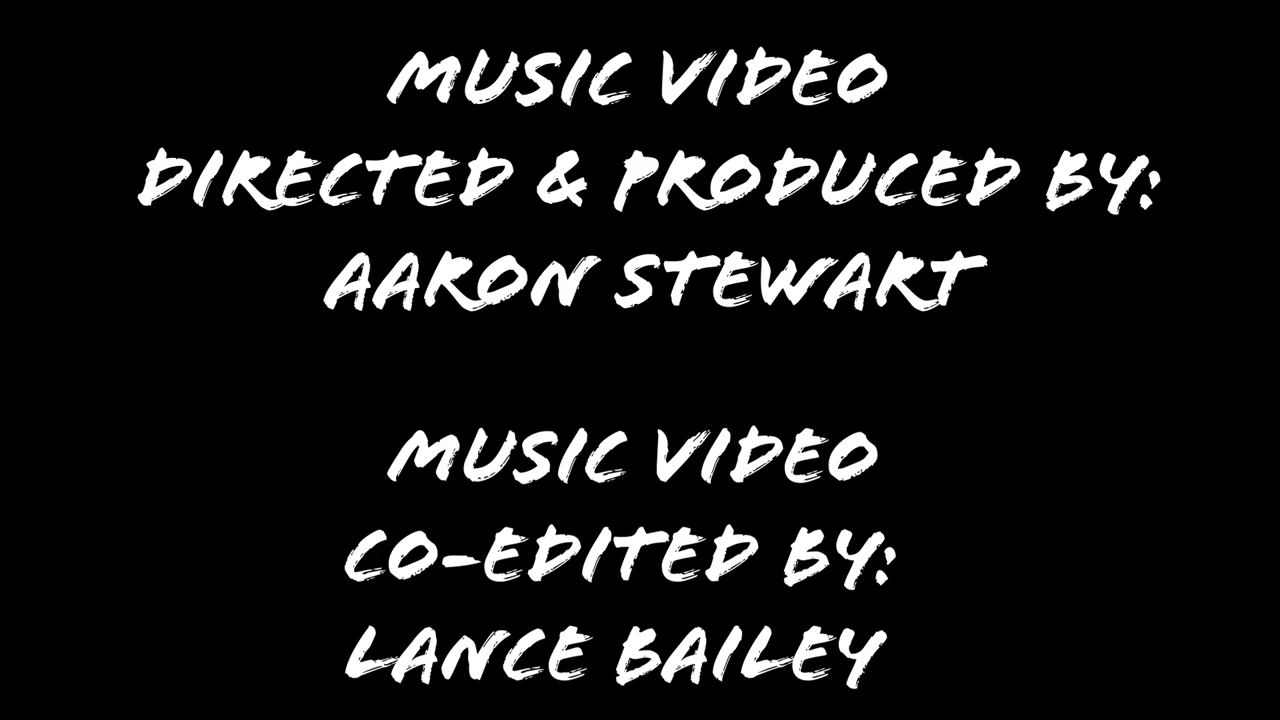 MUSIC VIDEO
DIRECTED & PRODUCED BY:
AARON STEWART
MUSIC VIDEO
CO-EDITED BY:
LANCE BAILEY